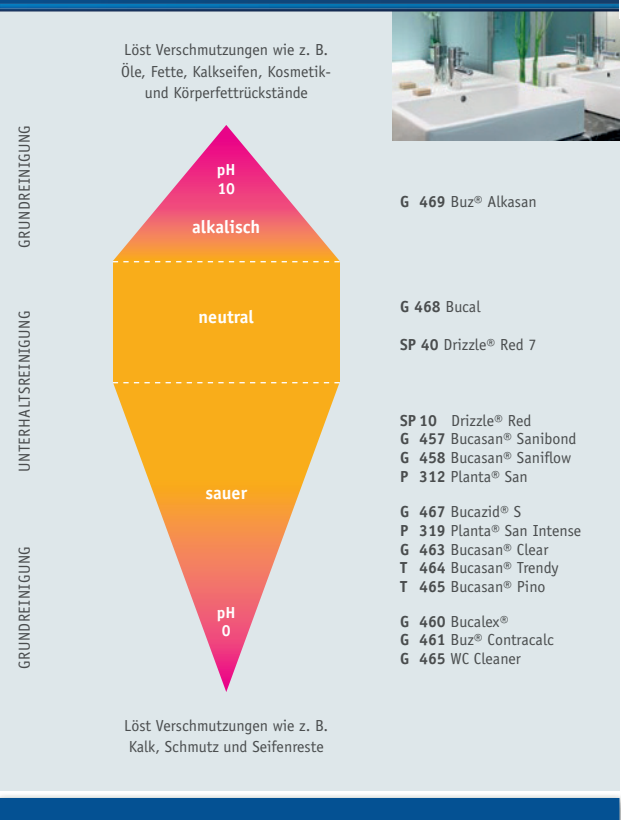 Löst Verschmutzungen wie z. B.
Öle, Fette, Kalkseifen, Kosmetik-
und Körperfettrückstände
GRUNDREINIGUNG
pH
10
alkalisch
G 469 Buz® Alkasan
UNTERHALTSREINIGUNG
neutral
G 468 Bucal
SP 40 Drizzle® Red 7
SP 10 Drizzle® Red
G 457 Bucasan® Sanibond
G 458 Bucasan® Saniflow
P 312 Planta® San
sauer
G 467 Bucazid® S
P 319 Planta® San Intense
G 463 Bucasan® Clear
T 464 Bucasan® Trendy
T 465 Bucasan® Pino
GRUNDREINIGUNG
pH
0
G 460 Bucalex®
G 461 Buz® Contracalc
G 465 WC Cleaner
Löst Verschmutzungen wie z. B.
Kalk, Schmutz und Seifenreste